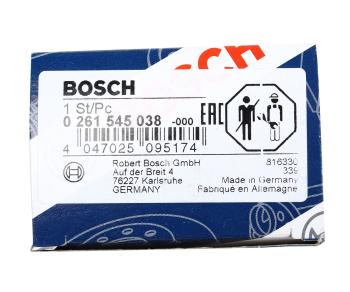 SCH
BOSCH
1 St/Pc
0 261 545 038 -000
EAC
4 047025 095174
Robert Bosch GmbH
Auf der Breit 4
76227 Karlsruhe
GERMANY
816330
339
Made in Germany
Fabriqué en Allemagne